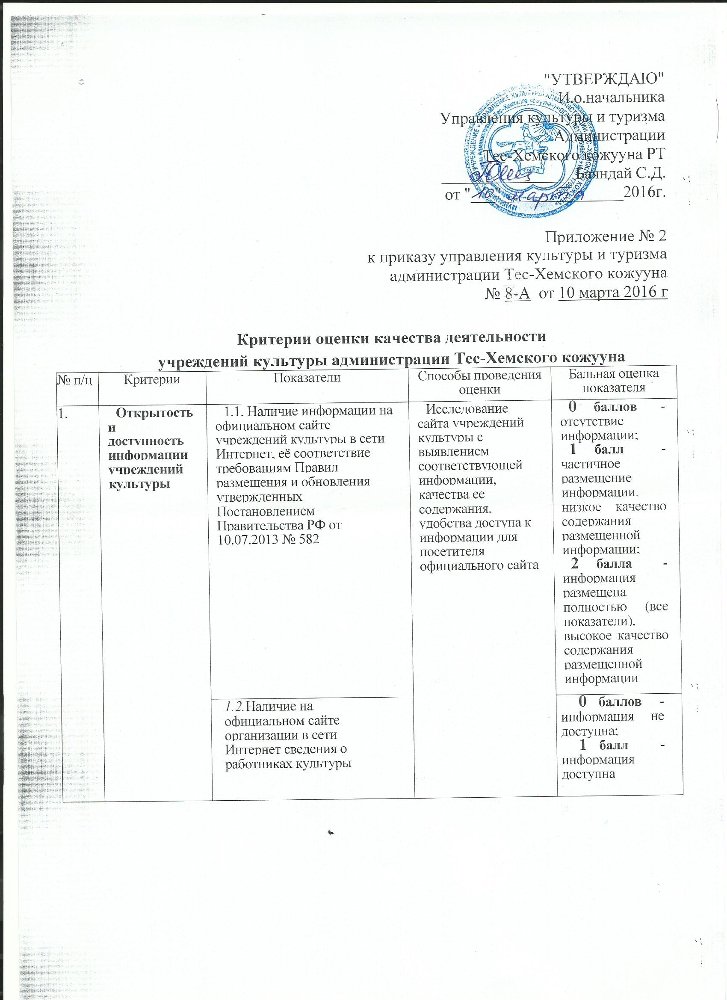 "УТВЕРЖДАЮ"
И.о.начальника
Управления культуры и туризма
Администрации
Тес-Хемского кожууна РТ
Баяндай С.Д.
от "10" марта 2016г.
Приложение № 2
к приказу управления культуры и туризма
администрации Тес-Хемского кожууна
№ 8-А от 10 марта 2016 г
Критерии оценки качества деятельности
учреждений культуры администрации Тес-Хемского кожууна
№ п/ц
Критерии
Показатели
Способы проведения
оценки
Бальная оценка
показателя
1.
Открытость
и
доступность
информации
учреждений
культуры
1.1. Наличие информации на
официальном сайте
учреждений культуры в сети
Интернет, её соответствие
требованиям Правил
размещения и обновления
утвержденных
Постановлением
Правительства РФ от
10.07.2013 № 582
Исследование
сайта учреждений
культуры с
выявлением
соответствующей
информации,
качества ее
содержания,
удобства доступа к
информации для
посетителя
официального сайта
0 баллов -
отсутствие
информации;
1 балл -
частичное
размещение
информации,
низкое качество
содержания
размещенной
информации;
2 балла -
информация
размещена
полностью (все
показатели),
высокое качество
содержания
размещенной
информации
1.2.Наличие на
официальном сайте
организации в сети
Интернет сведения о
работниках культуры
0 баллов -
информация не
доступна;
1 балл -
информация
доступна
ТЫВА